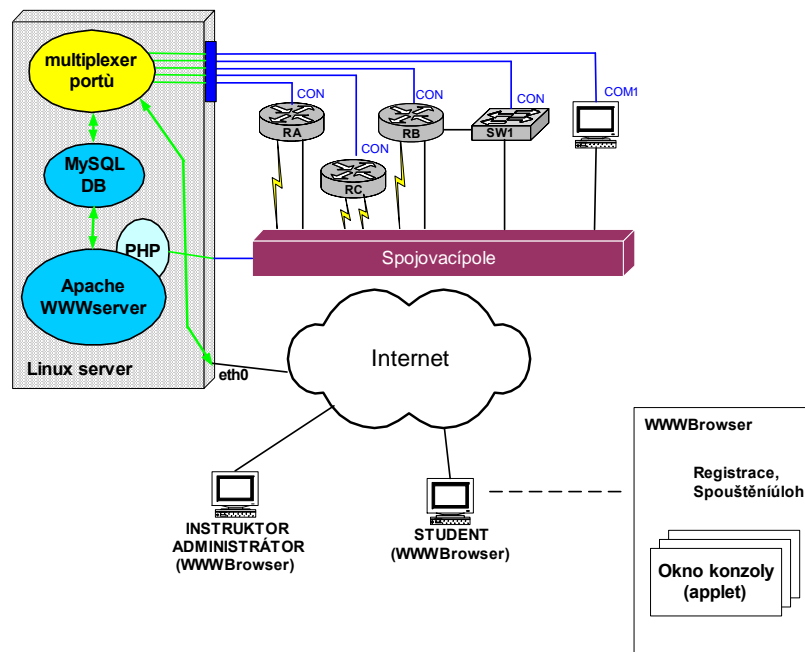 multiplexer
portù
MySQL
DB
PHP
Apache
WWWserver
Linux server
eth0
CON
RA
CON
RC
CON
RB
CON
SW1
COM1
Spojovacípole
Internet
INSTRUKTOR
ADMINISTRÁTOR
(WWWBrowser)
STUDENT
(WWWBrowser)
WWWBrowser
Registrace,
Spouštěníúloh
Okno konzoly
(applet)